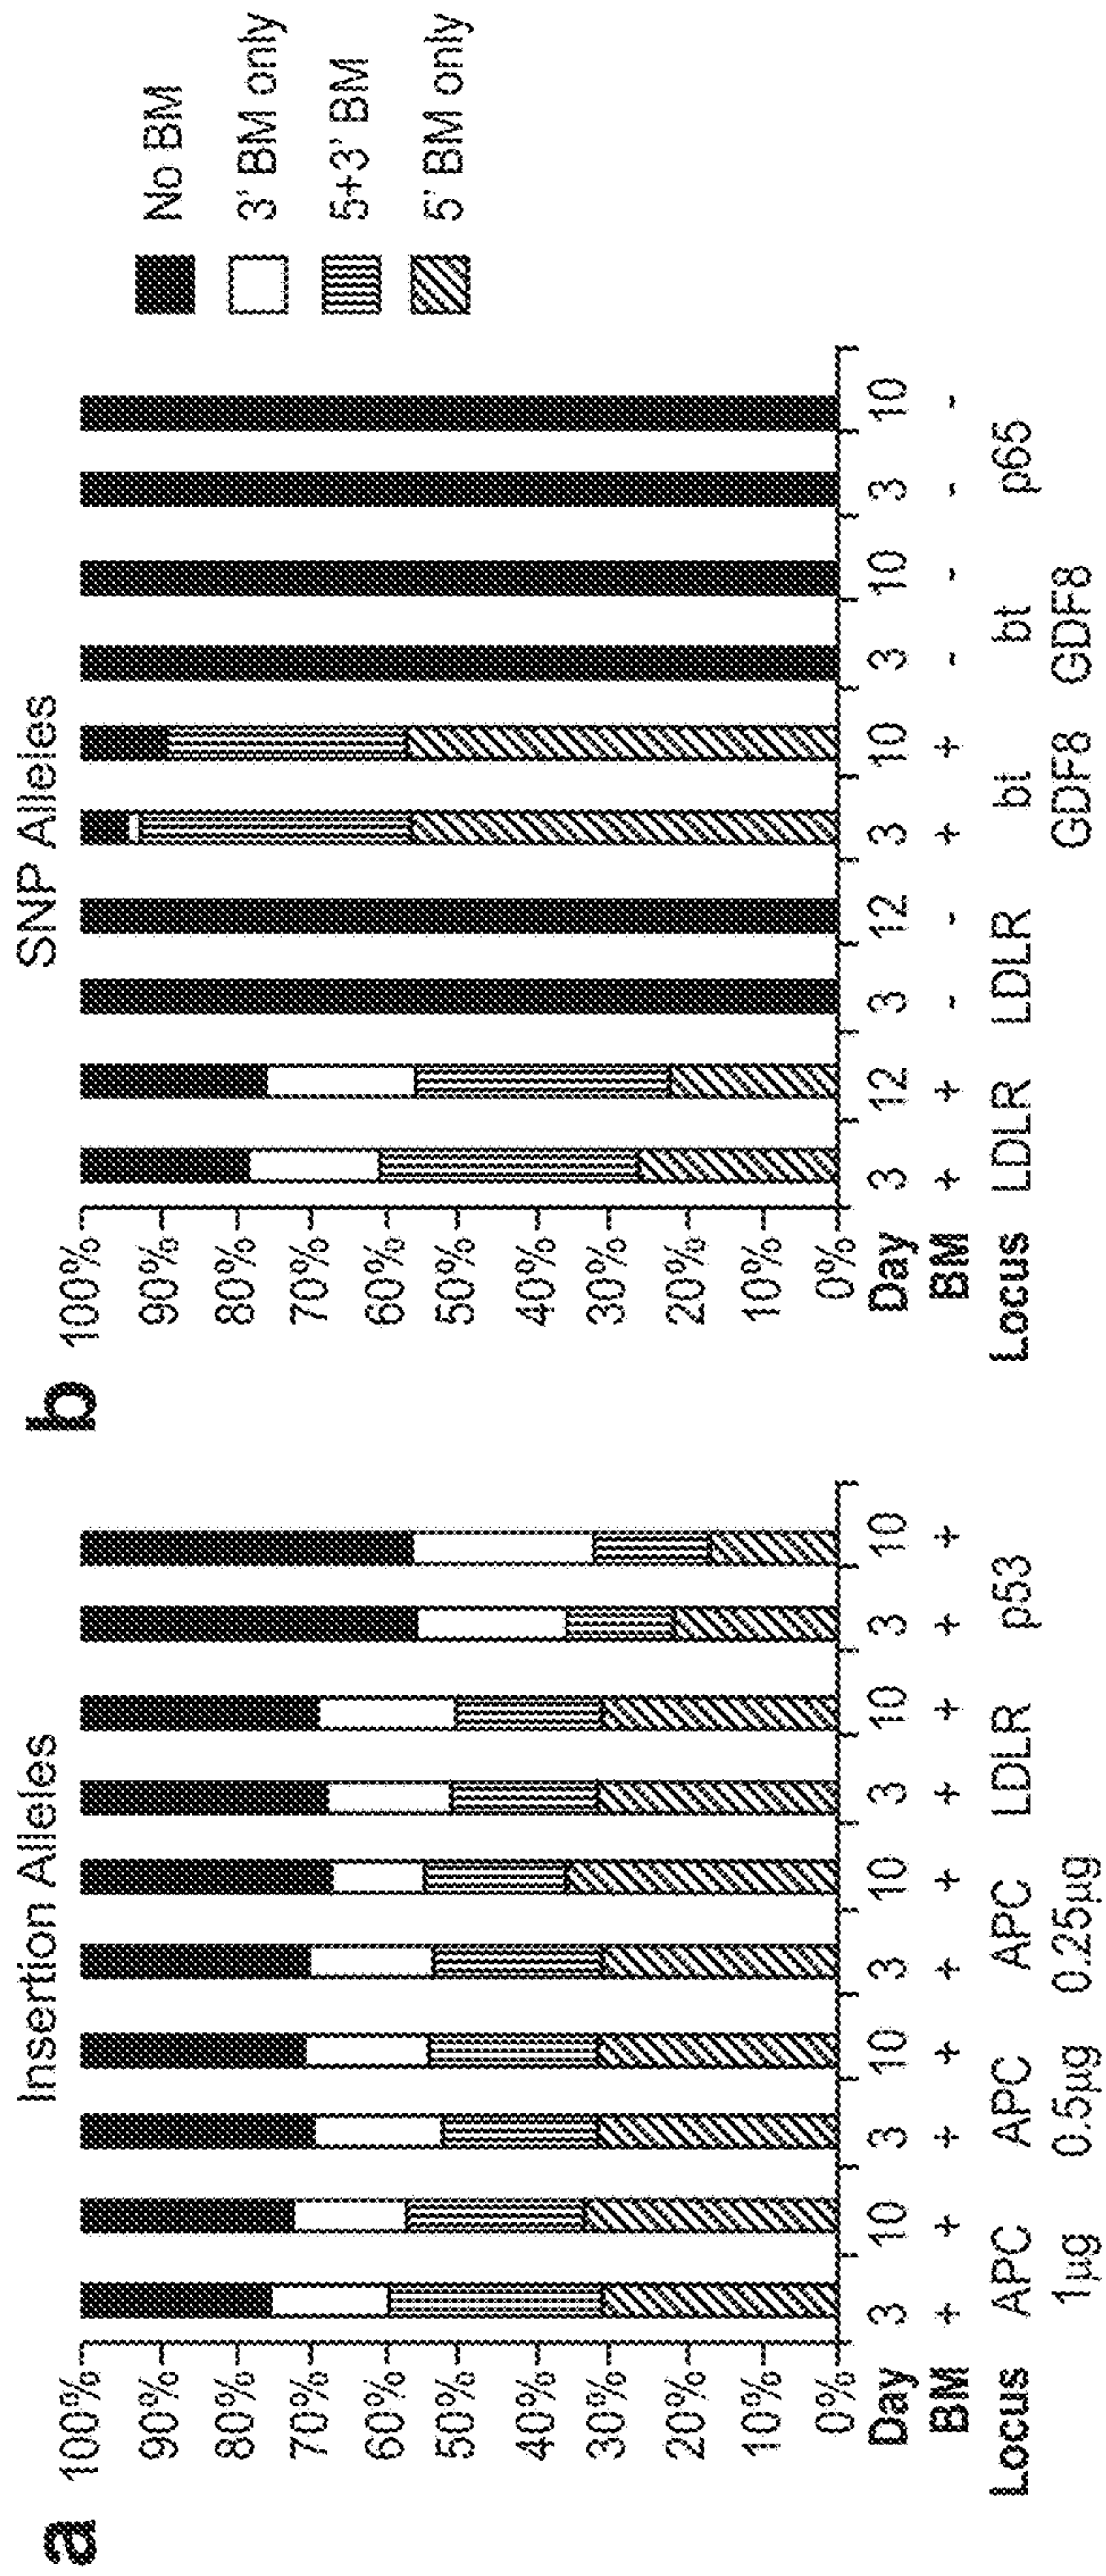 a
Insertion Alleles
100%
90%
80%
70%
60%
50%
40%
30%
20%
10%
0%
Day 3 10 3 10 3 10 3 10 3 10
BM + + + + + + + + + +
Locus APC APC APC LDLR p53
1µg 0.5µg 0.25µg
b
SNP Alleles
100%
90%
80%
70%
60%
50%
40%
30%
20%
10%
0%
Day 3 12 3 12 3 10 3 10 3 10
BM + + - - + + - - - -
Locus LDLR LDLR bt bt p65
GDF8 GDF8
No BM
3' BM only
5+3' BM
5' BM only